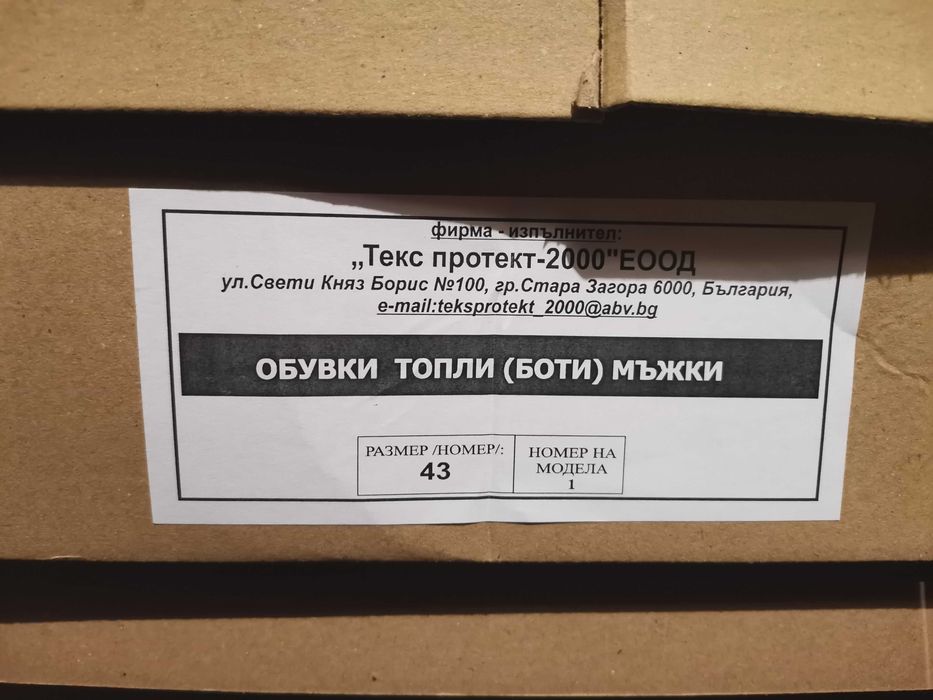 фирма - изпълнител:
„Текс протект-2000"ЕООД
ул.Свети Княз Борис №100, гр.Стара Загора 6000, България,
e-mail:teksprotekt_2000@abv.bg
ОБУВКИ ТОПЛИ (БОТИ) МЪЖКИ
РАЗМЕР /НОМЕР/:
43
НОМЕР НА
МОДЕЛА
1